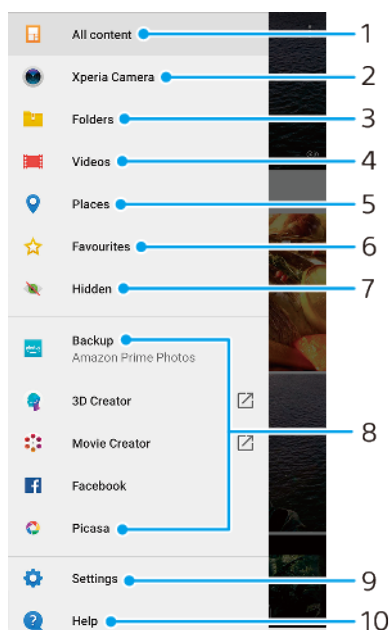 All content 1
Xperia Camera 2
Folders 3
Videos 4
Places 5
Favourites 6
Hidden 7
Backup
Amazon Prime Photos
3D Creator
Movie Creator 8
Facebook
Picasa
Settings 9
Help 10